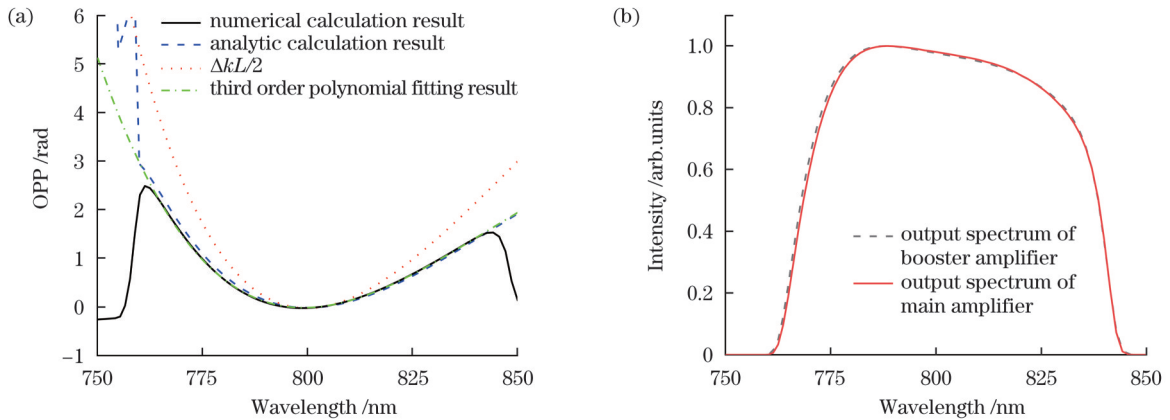 (a)
6
5
4
3
2
1
0
−1
OPP /rad
numerical calculation result
analytic calculation result
ΔkL/2
third order polynomial fitting result
750
775
800
825
850
Wavelength /nm
(b)
1.0
0.8
0.6
0.4
0.2
0
Intensity /arb.units
output spectrum of
booster amplifier
output spectrum of
main amplifier
750
775
800
825
850
Wavelength /nm